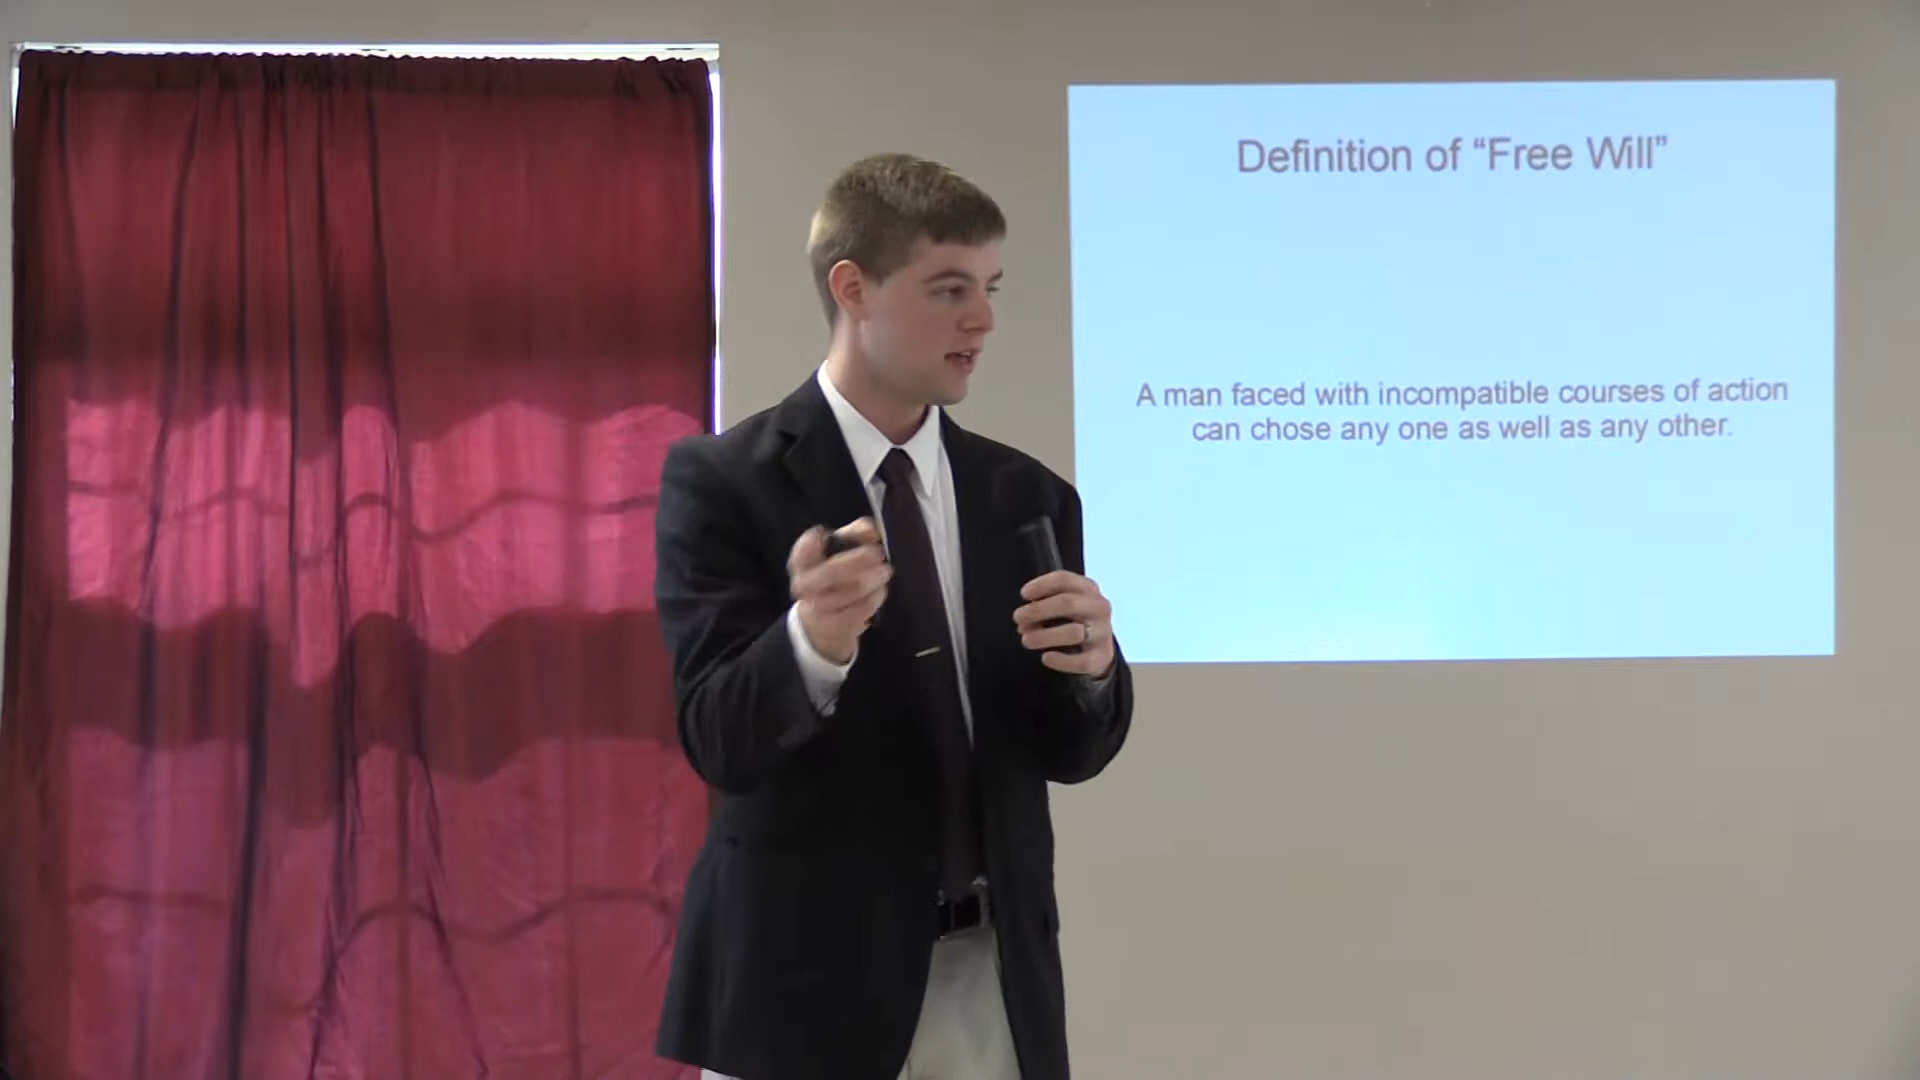 Definition of “Free Will”
A man faced with incompatible courses of action
can chose any one as well as any other.